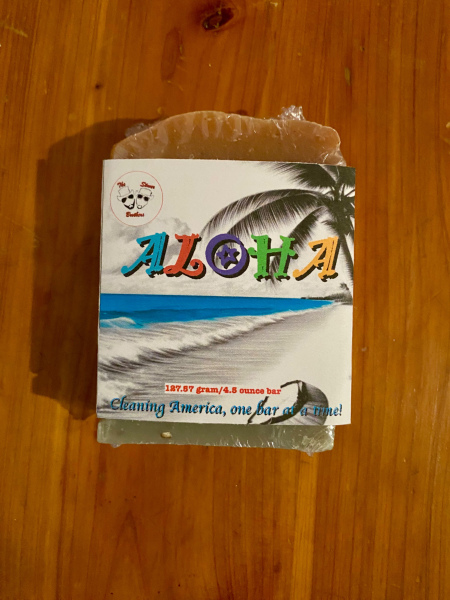 The
Brothers
ALOHA
127.57 gram/4.5 ounce bar
Cleaning America, one bar at a time!